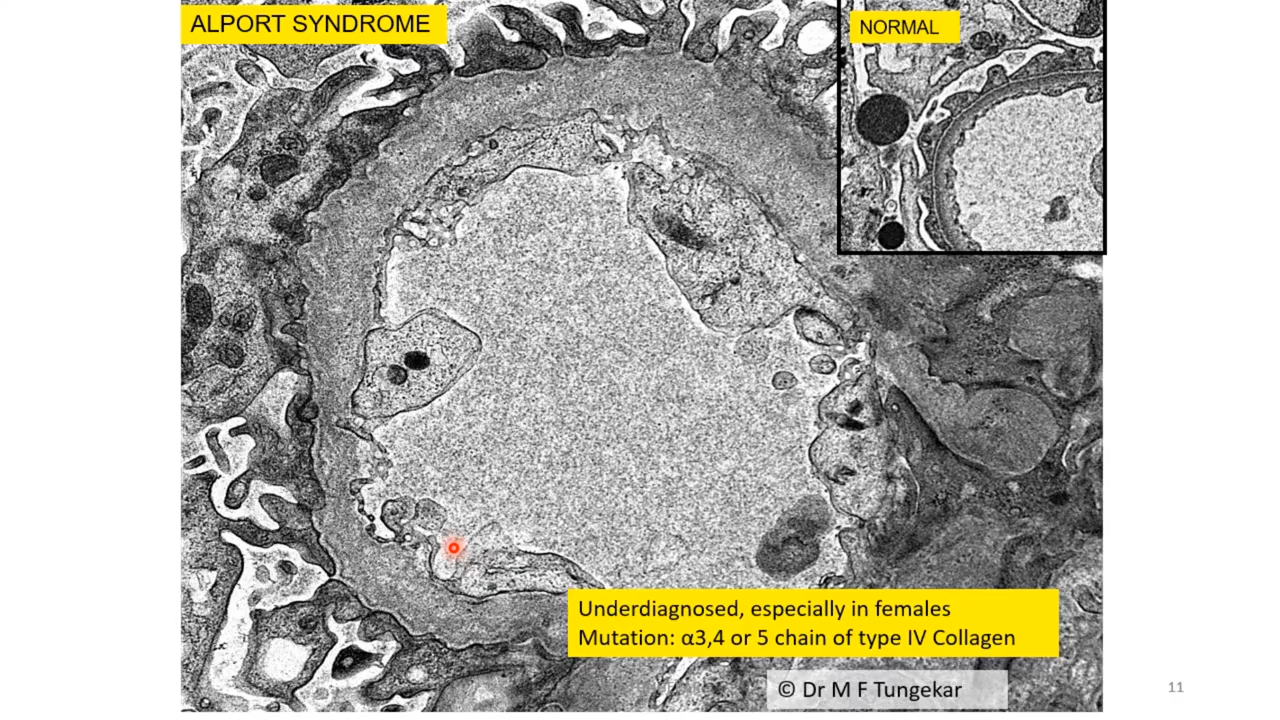 ALPORT SYNDROME
NORMAL
Underdiagnosed, especially in females
Mutation: α3,4 or 5 chain of type IV Collagen
© Dr M F Tungekar
11